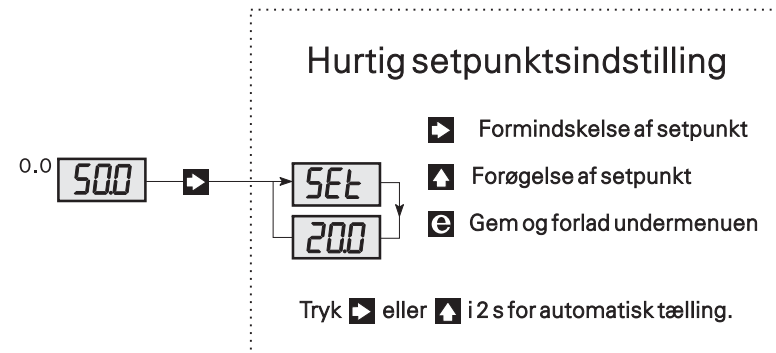 Hurtig setpunktsindstilling
Formindskelse af setpunkt
0.0 50.0
SEt
Forøgelse af setpunkt
20.0
e Gem og forlad undermenuen
Tryk eller i 2 s for automatisk tælling.